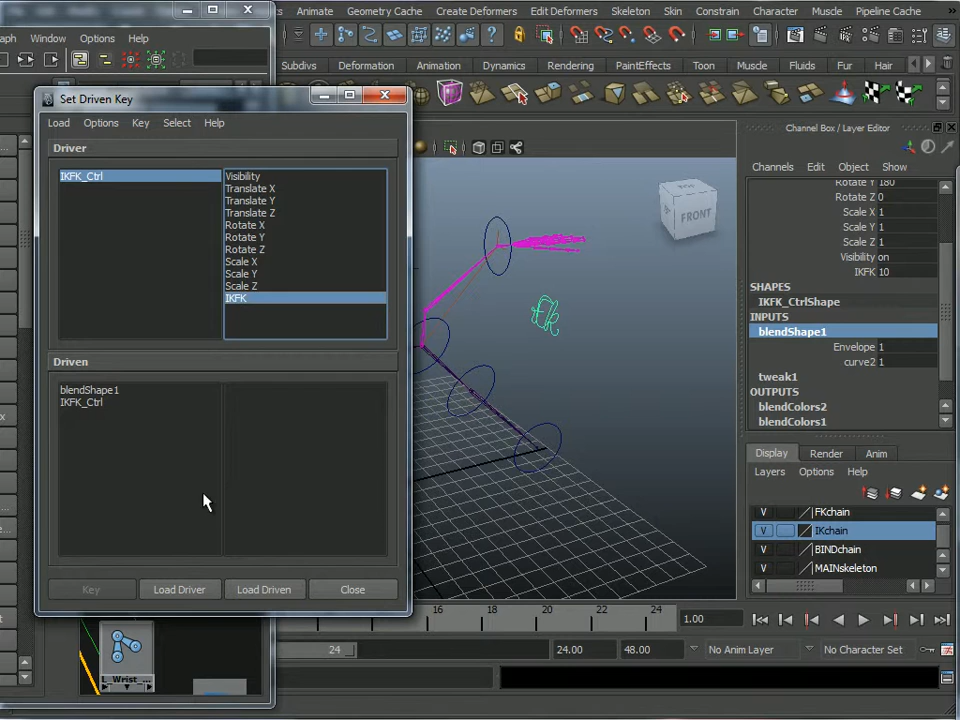 Animate Geometry Cache Create Deformers Edit Deformers Skeleton Skin Constrain Character Muscle Pipeline Cache
Window Options Help
Subdivs Deformation Animation Dynamics Rendering PaintEffects Toon Muscle Fluids Fur Hair
Set Driven Key
Load Options Key Select Help
Driver
IKFK_Ctrl
Visibility
Translate X
Translate Y
Translate Z
Rotate X
Rotate Y
Rotate Z
Scale X
Scale Y
Scale Z
IKFK
Driven
blendShape1
IKFK_Ctrl
Key Load Driver Load Driven Close
L_Wrist_...
FRONT
fk
Channel Box / Layer Editor
Channels Edit Object Show
Rotate Y 180
Rotate Z 0
Scale X 1
Scale Y 1
Scale Z 1
Visibility on
IKFK 10
SHAPES
IKFK_CtrlShape
INPUTS
blendShape1
Envelope 1
curve2 1
tweak1
OUTPUTS
blendColors2
blendColors1
Display Render Anim
Layers Options Help
V FKchain
V IKchain
V BINDchain
V MAINskeleton
16 18 20 22 24
1.00
24
24.00 48.00 No Anim Layer No Character Set